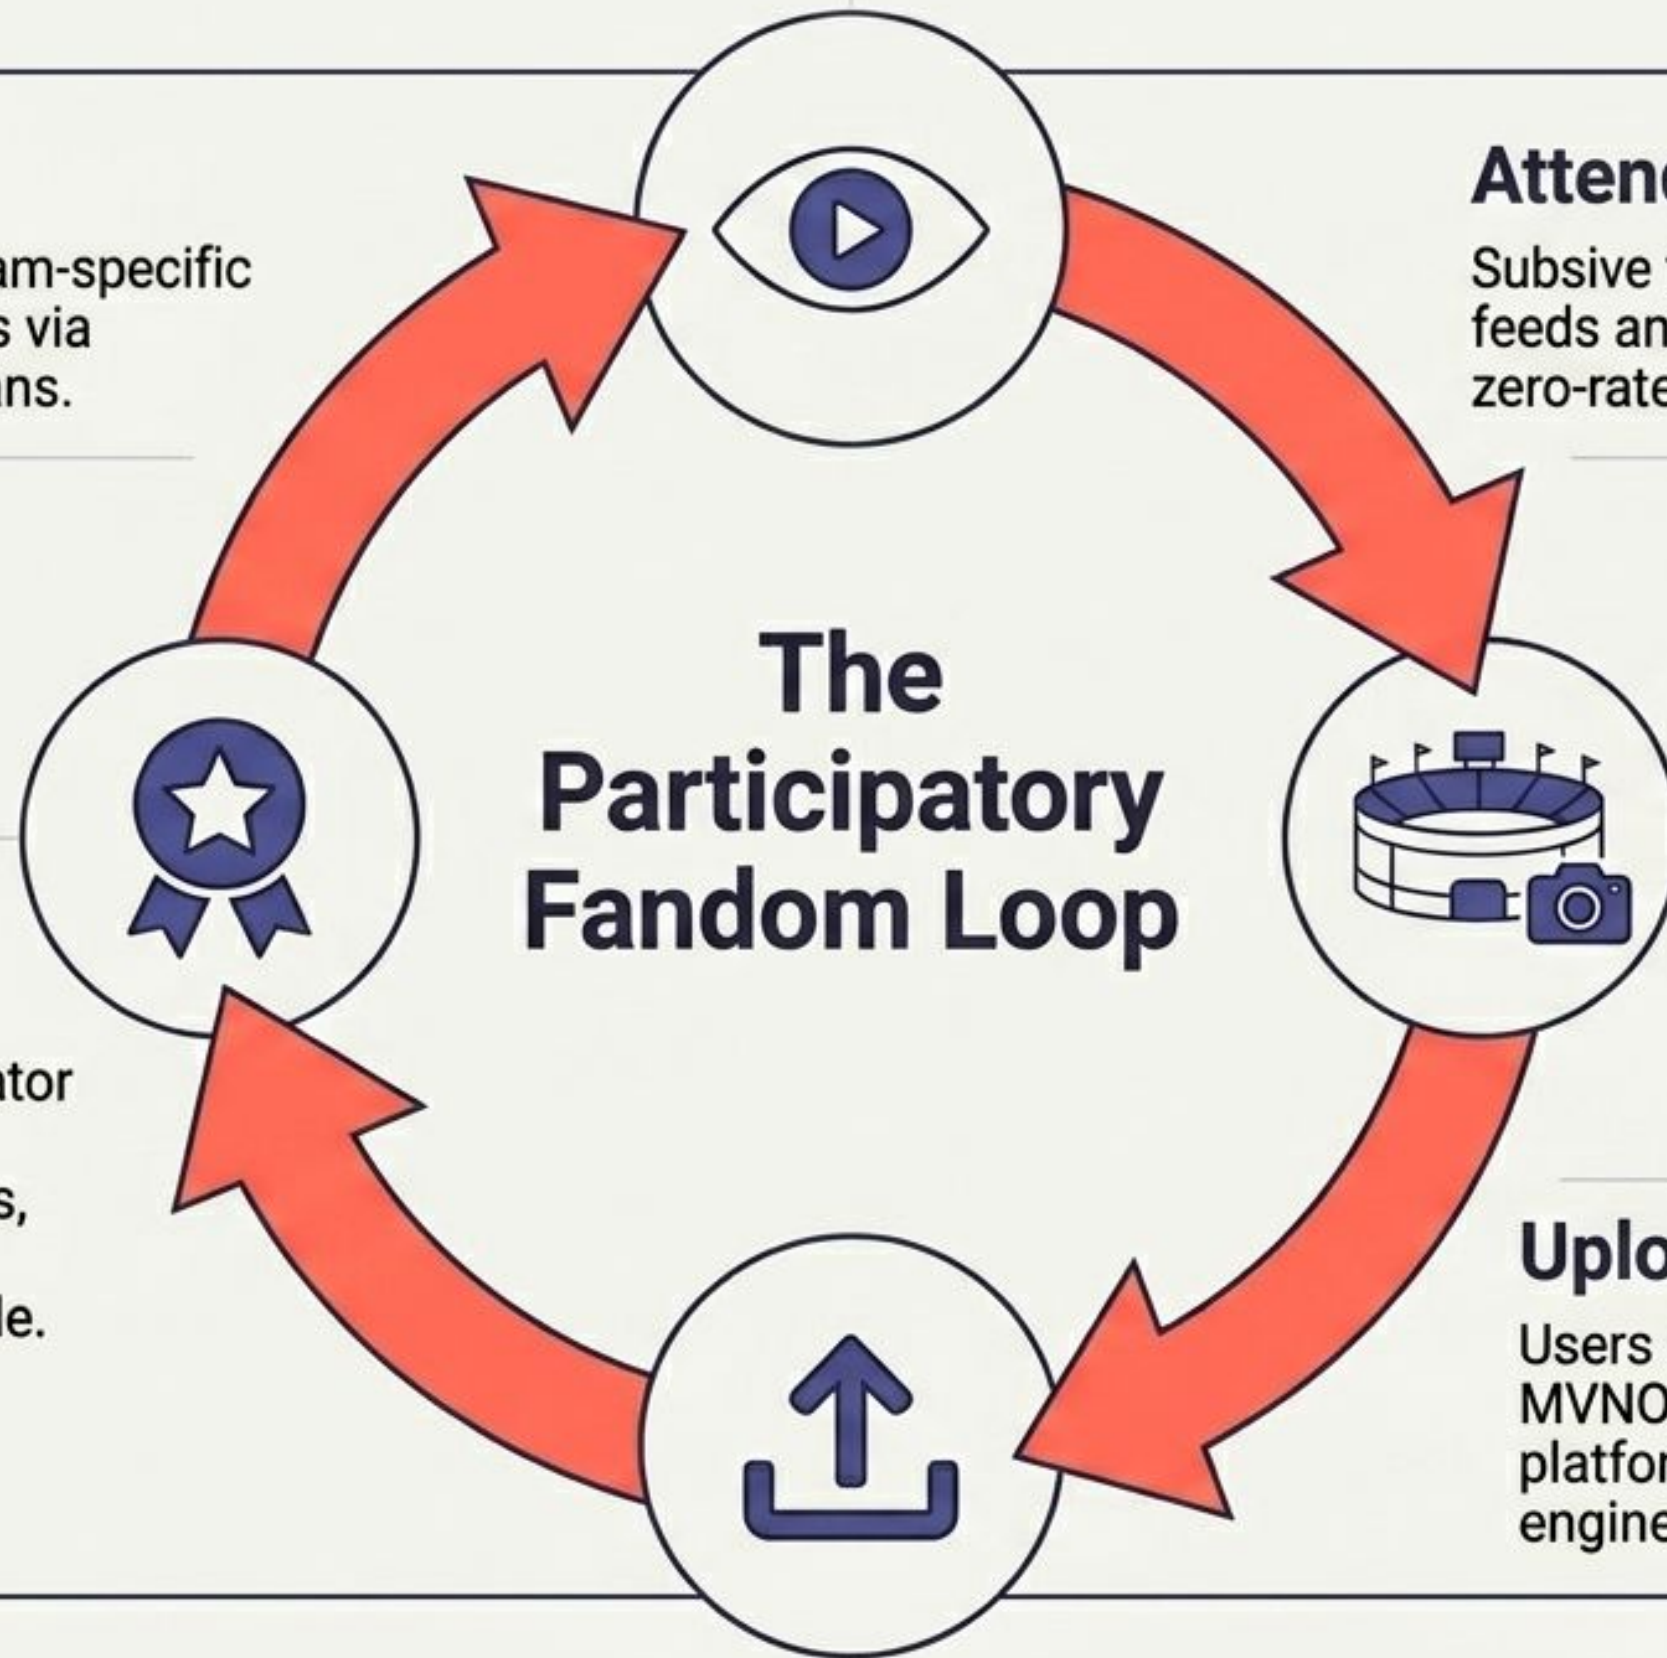 am-specific
s via
ans.
Atten
Subsive
feeds an
zero-rate
The
Participatory
Fandom Loop
ator
s,
le.
Uplo
Users
MVNO
platfor
engine